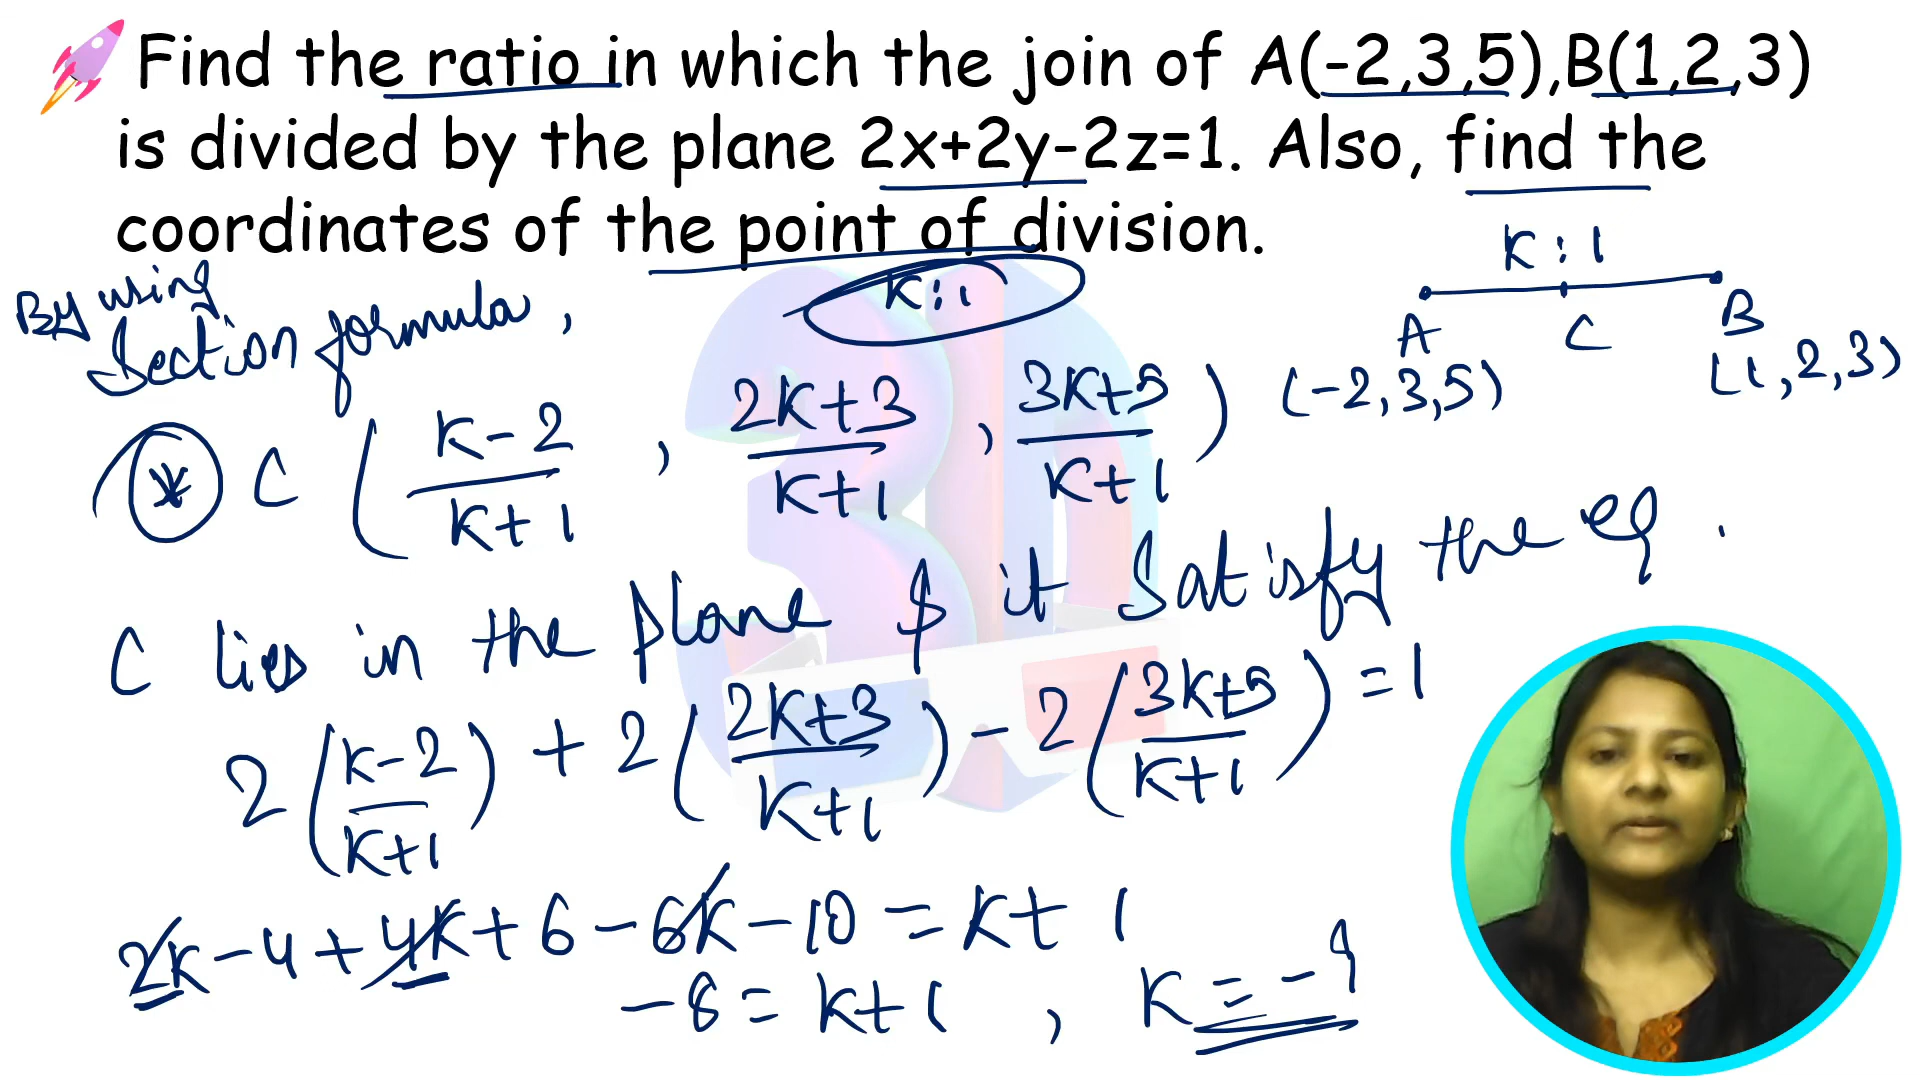 Find the ratio in which the join of A(-2,3,5),B(1,2,3)
is divided by the plane 2x+2y-2z=1. Also, find the
coordinates of the point of division.
K:1
A C B
(-2,3,5) (1,2,3)
By using
Section formula,
K:1
* C ( K-2/K+1 , 2K+3/K+1 , 3K+5/K+1 )
C lies in the plane & it satisfy the eq.
2(K-2/K+1) + 2(2K+3/K+1) - 2(3K+5/K+1) = 1
2K-4+4K+6-6K-10=K+1
-8=K+1 , K=-9